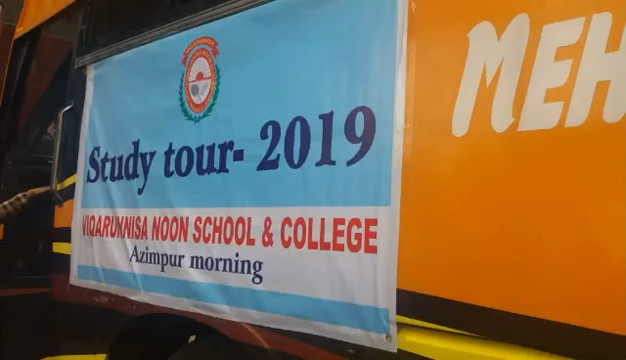 Study tour- 2019
VIQARUNNISA NOON SCHOOL & COLLEGE
Azimpur morning
MEH